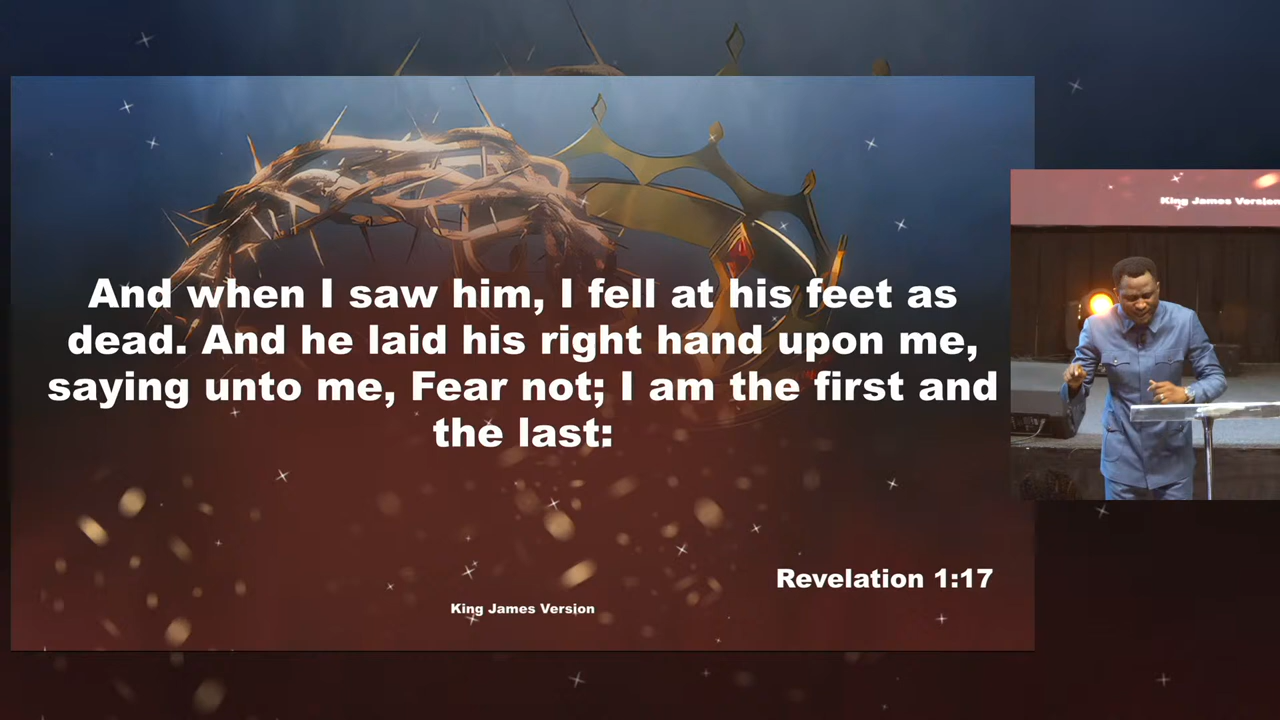 And when I saw him, I fell at his feet as
dead. And he laid his right hand upon me,
saying unto me, Fear not; I am the first and
the last:
Revelation 1:17
King James Version
King James Version